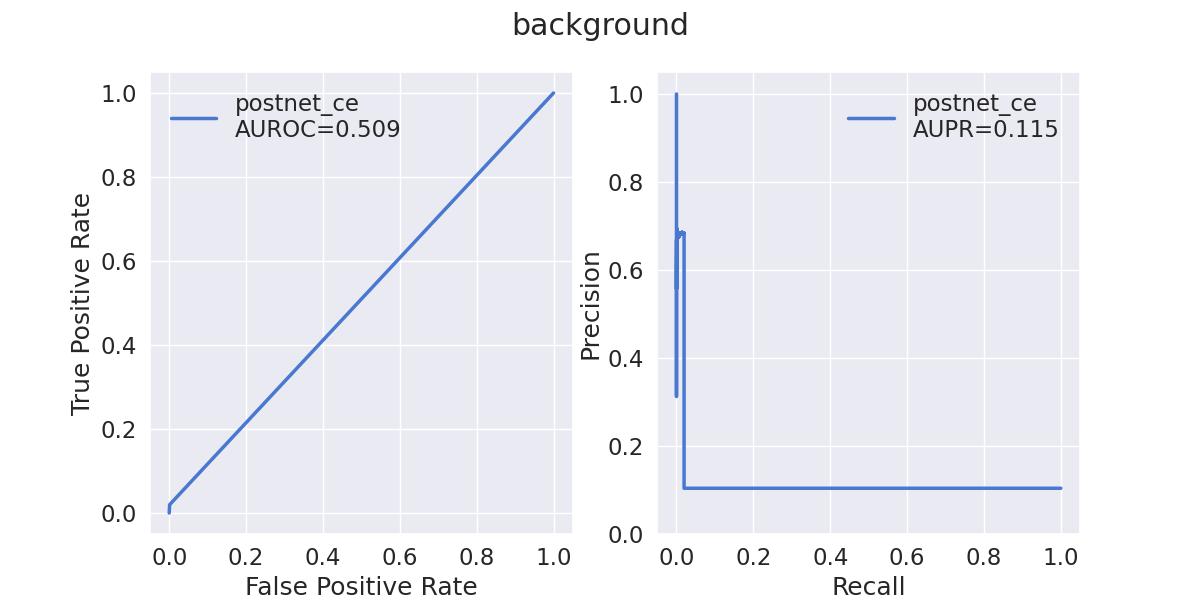 background
1.0
0.8
0.6
0.4
0.2
0.0
True Positive Rate
postnet_ce
AUROC=0.509
0.0 0.2 0.4 0.6 0.8 1.0
False Positive Rate
1.0
0.8
0.6
0.4
0.2
0.0
Precision
postnet_ce
AUPR=0.115
0.0 0.2 0.4 0.6 0.8 1.0
Recall